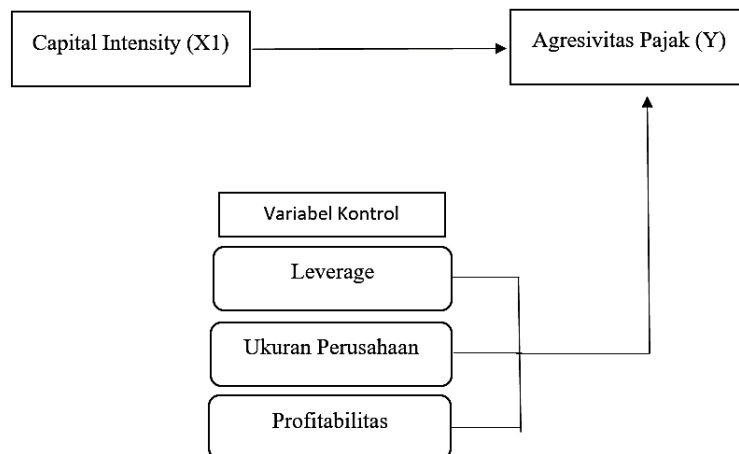 Capital Intensity (X1)
Agresivitas Pajak (Y)
Variabel Kontrol
Leverage
Ukuran Perusahaan
Profitabilitas